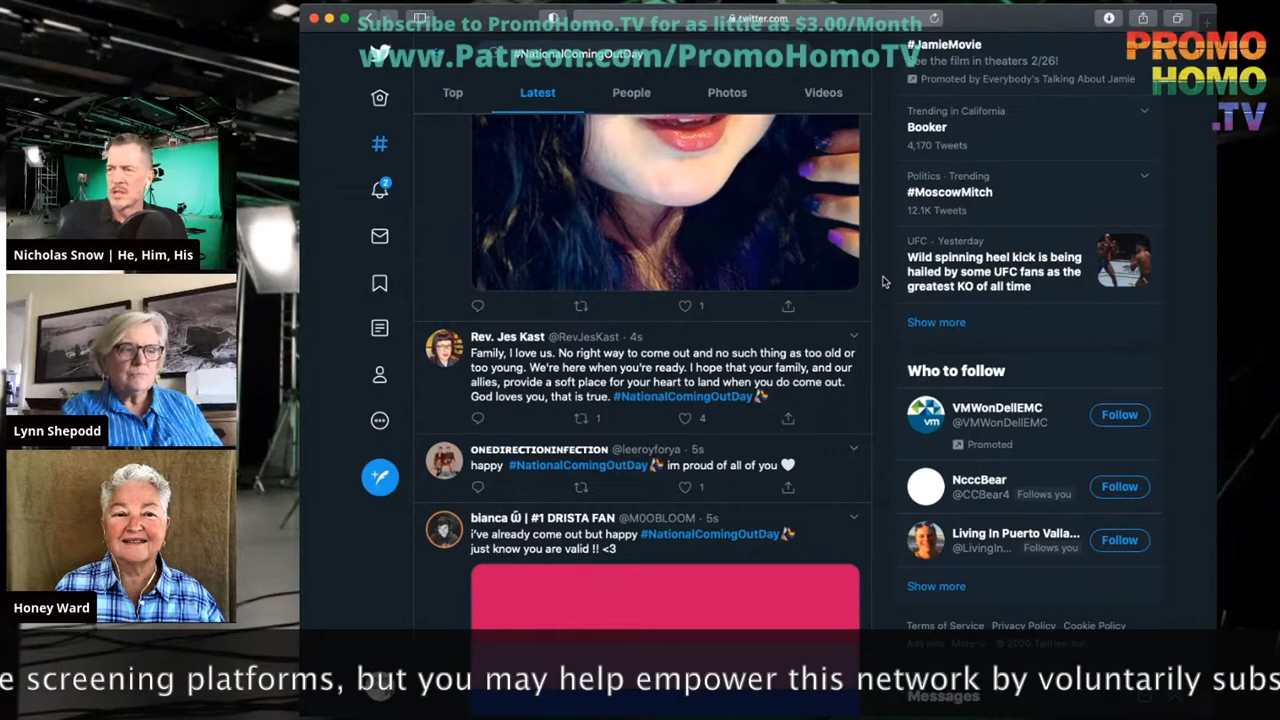 Subscribe to PromoHomo.TV for as little as $3.00/Month
www.Patreon.com/PromoHomoTV
PROMO
HOMO
.TV
twitter.com
#NationalComingOutDay
Top
Latest
People
Photos
Videos
2
1
Rev. Jes Kast @RevJesKast · 4s
Family, I love us. No right way to come out and no such thing as too old or
too young. We're here when you're ready. I hope that your family, and our
allies, provide a soft place for your heart to land when you do come out.
God loves you, that is true. #NationalComingOutDay
1
4
ONEDIRECTIONINFECTION @leeroyforya · 5s
happy #NationalComingOutDay im proud of all of you
1
#1 DRISTA FAN @M0OBLOOM · 5s
i've already come out but happy #NationalComingOutDay
just know you are valid !! <3
#JamieMovie
See the film in theaters 2/26!
Promoted by Everybody's Talking About Jamie
Trending in California
Booker
4,170 Tweets
Politics · Trending
#MoscowMitch
12.1K Tweets
UFC · Yesterday
Wild spinning heel kick is being
hailed by some UFC fans as the
greatest KO of all time
Show more
Who to follow
VMWonDellEMC
@VMWonDellEMC
Follow
Promoted
vm
NcccBear
@CCBear4 Follows you
Follow
Living In Puerto Valla...
@LivingIn... Follows you
Follow
Show more
Terms of Service Privacy Policy Cookie Policy
Ads info More © 2020 Twitter, Inc.
Messages
Nicholas Snow | He, Him, His
Lynn Shepodd
Honey Ward
e screening platforms, but you may help empower this network by voluntarily subs